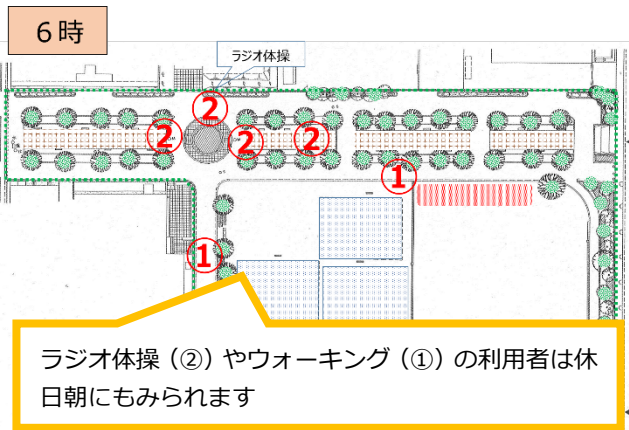 ６時
ラジオ体操
②
② ② ②
①
①
ラジオ体操（②）やウォーキング（①）の利用者は休
日朝にもみられます